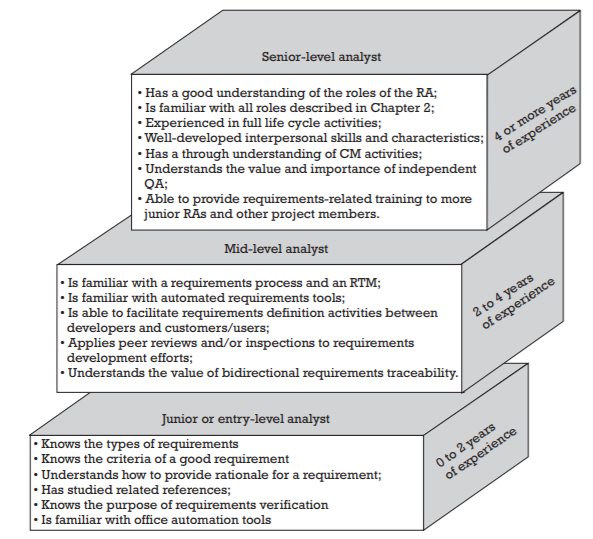 Senior-level analyst
• Has a good understanding of the roles of the RA;
• Is familiar with all roles described in Chapter 2;
• Experienced in full life cycle activities;
• Well-developed interpersonal skills and characteristics;
• Has a through understanding of CM activities;
• Understands the value and importance of independent
QA;
• Able to provide requirements-related training to more
junior RAs and other project members.
4 or more years
of experience
Mid-level analyst
• Is familiar with a requirements process and an RTM;
• Is familiar with automated requirements tools;
• Is able to facilitate requirements definition activities between
developers and customers/users;
• Applies peer reviews and/or inspections to requirements
development efforts;
• Understands the value of bidirectional requirements traceability.
2 to 4 years
of experience
Junior or entry-level analyst
• Knows the types of requirements
• Knows the criteria of a good requirement
• Understands how to provide rationale for a requirement;
• Has studied related references;
• Knows the purpose of requirements verification
• Is familiar with office automation tools
0 to 2 years
of experience